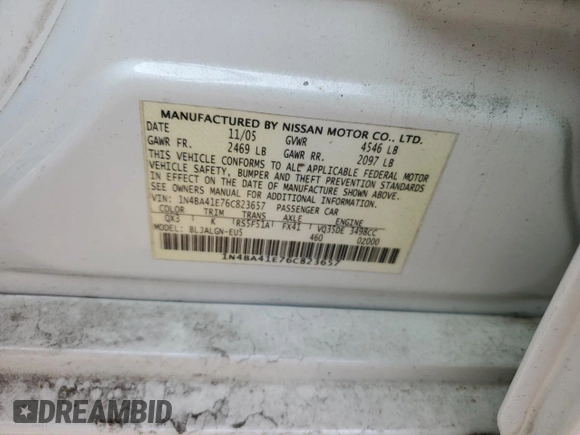 MANUFACTURED BY NISSAN MOTOR CO., LTD.
DATE 11/05 GVWR 4546 LB
GAWR FR. 2469 LB GAWR RR. 2097 LB
THIS VEHICLE CONFORMS TO ALL APPLICABLE FEDERAL MOTOR
VEHICLE SAFETY, BUMPER AND THEFT PREVENTION STANDARDS
IN EFFECT ON THE DATE OF MANUFACTURE SHOWN ABOVE.
SEE OWNERS MANUAL FOR ADDITIONAL INFORMATION.
VIN: 1N4BA41E76C823657 PASSENGER CAR
COLOR TRIM TRANS AXLE ENGINE
QX3 K RS5F51A FX41 VQ35DE 3498CC
MODEL: BLJALGN-EU5 460 02000
1N4BA41E76C823657
DREAMBID